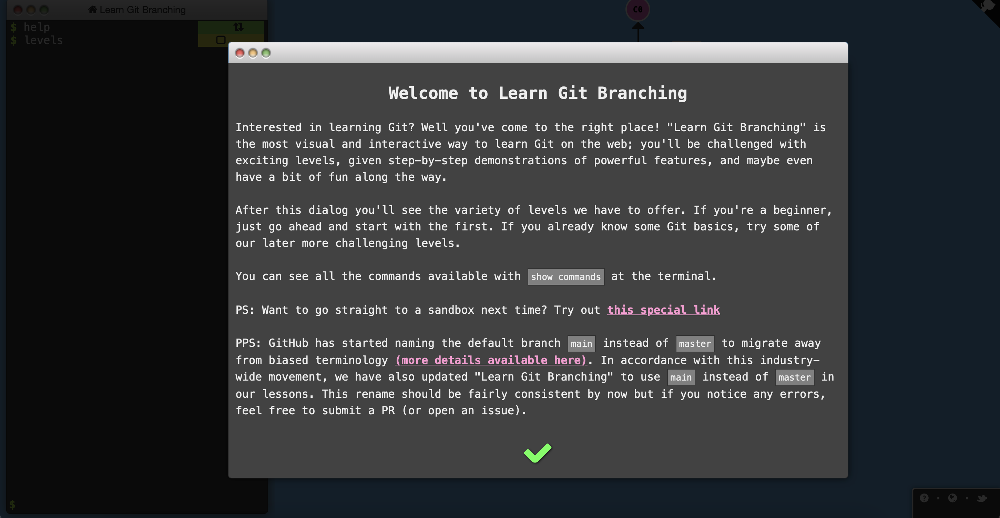 Learn Git Branching
C0
$ help
$ levels
Welcome to Learn Git Branching
Interested in learning Git? Well you've come to the right place! "Learn Git Branching" is
the most visual and interactive way to learn Git on the web; you'll be challenged with
exciting levels, given step-by-step demonstrations of powerful features, and maybe even
have a bit of fun along the way.
After this dialog you'll see the variety of levels we have to offer. If you're a beginner,
just go ahead and start with the first. If you already know some Git basics, try some of
our later more challenging levels.
You can see all the commands available with show commands at the terminal.
PS: Want to go straight to a sandbox next time? Try out this special link
PPS: GitHub has started naming the default branch main instead of master to migrate away
from biased terminology (more details available here). In accordance with this industry-
wide movement, we have also updated "Learn Git Branching" to use main instead of master in
our lessons. This rename should be fairly consistent by now but if you notice any errors,
feel free to submit a PR (or open an issue).
$